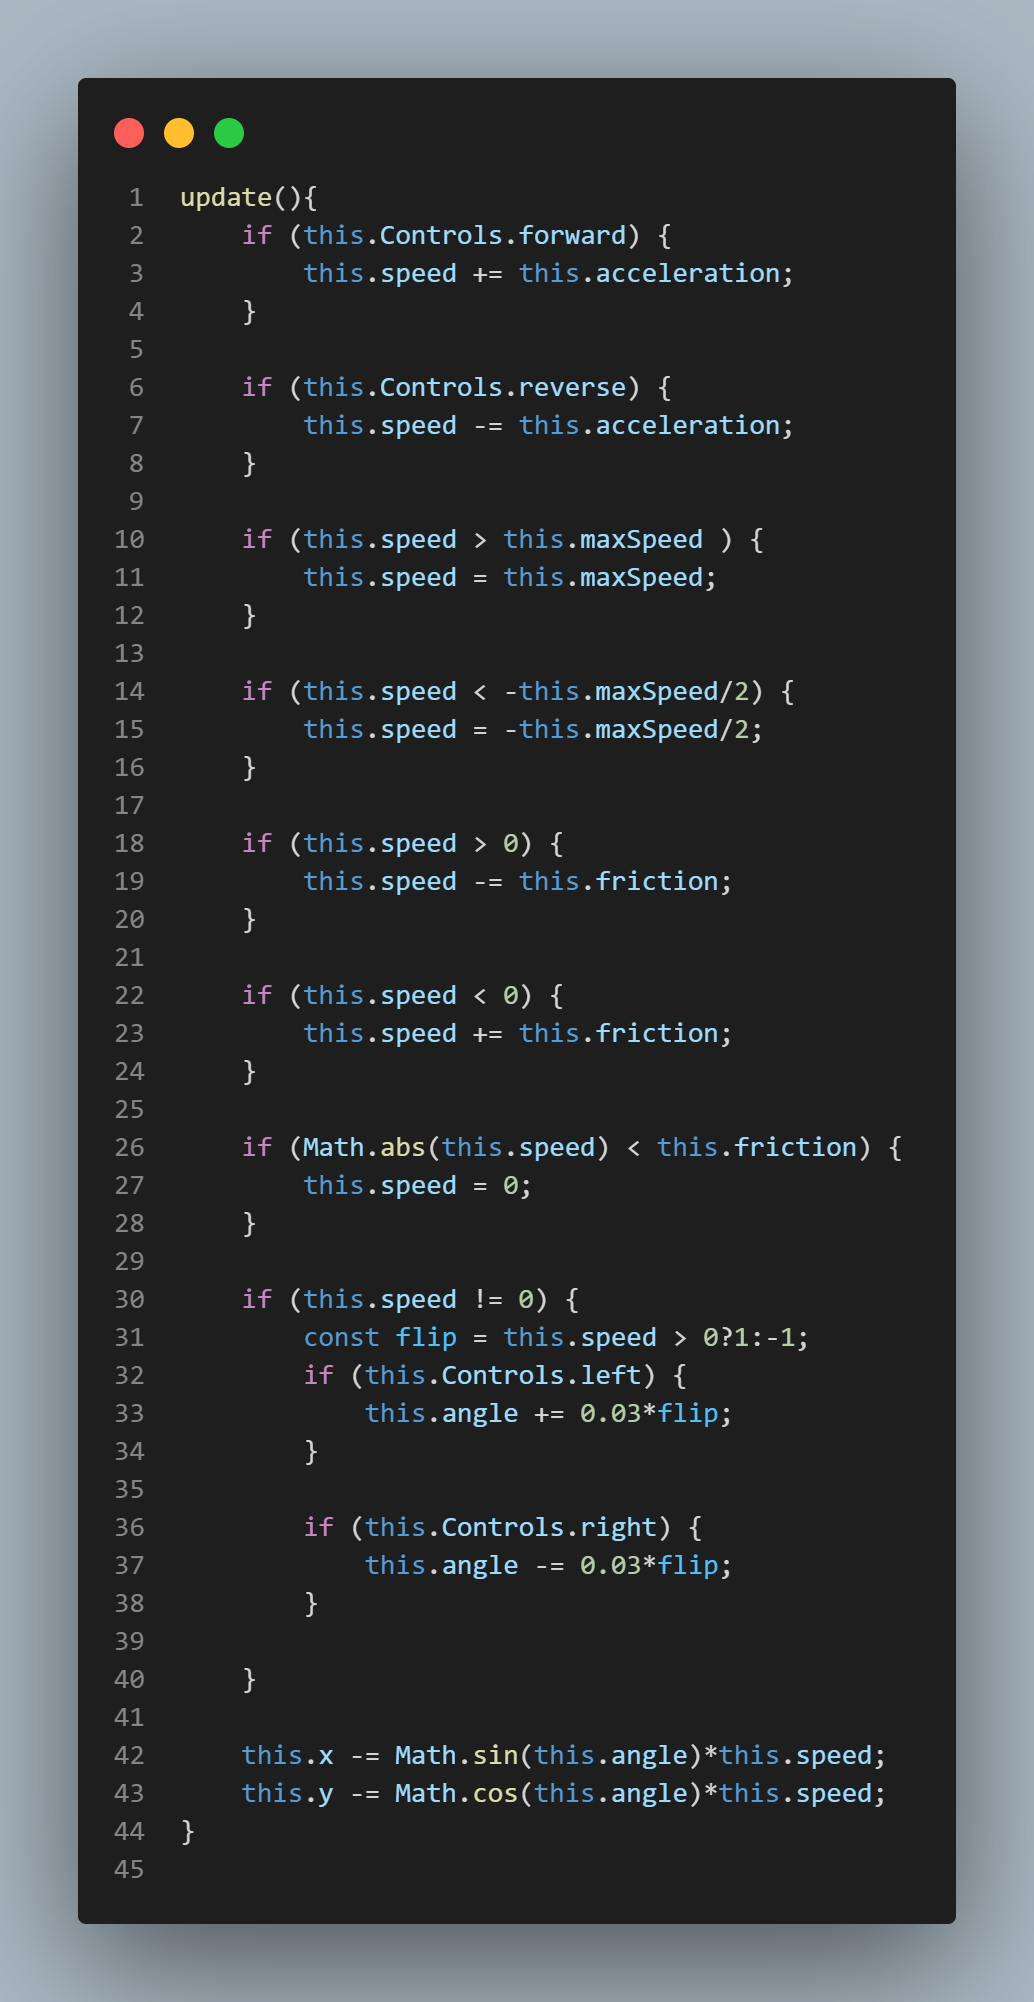 1 update(){
2     if (this.Controls.forward) {
3         this.speed += this.acceleration;
4     }
5
6     if (this.Controls.reverse) {
7         this.speed -= this.acceleration;
8     }
9
10     if (this.speed > this.maxSpeed ) {
11         this.speed = this.maxSpeed;
12     }
13
14     if (this.speed < -this.maxSpeed/2) {
15         this.speed = -this.maxSpeed/2;
16     }
17
18     if (this.speed > 0) {
19         this.speed -= this.friction;
20     }
21
22     if (this.speed < 0) {
23         this.speed += this.friction;
24     }
25
26     if (Math.abs(this.speed) < this.friction) {
27         this.speed = 0;
28     }
29
30     if (this.speed != 0) {
31         const flip = this.speed > 0?1:-1;
32         if (this.Controls.left) {
33             this.angle += 0.03*flip;
34         }
35
36         if (this.Controls.right) {
37             this.angle -= 0.03*flip;
38         }
39
40     }
41
42     this.x -= Math.sin(this.angle)*this.speed;
43     this.y -= Math.cos(this.angle)*this.speed;
44 }
45